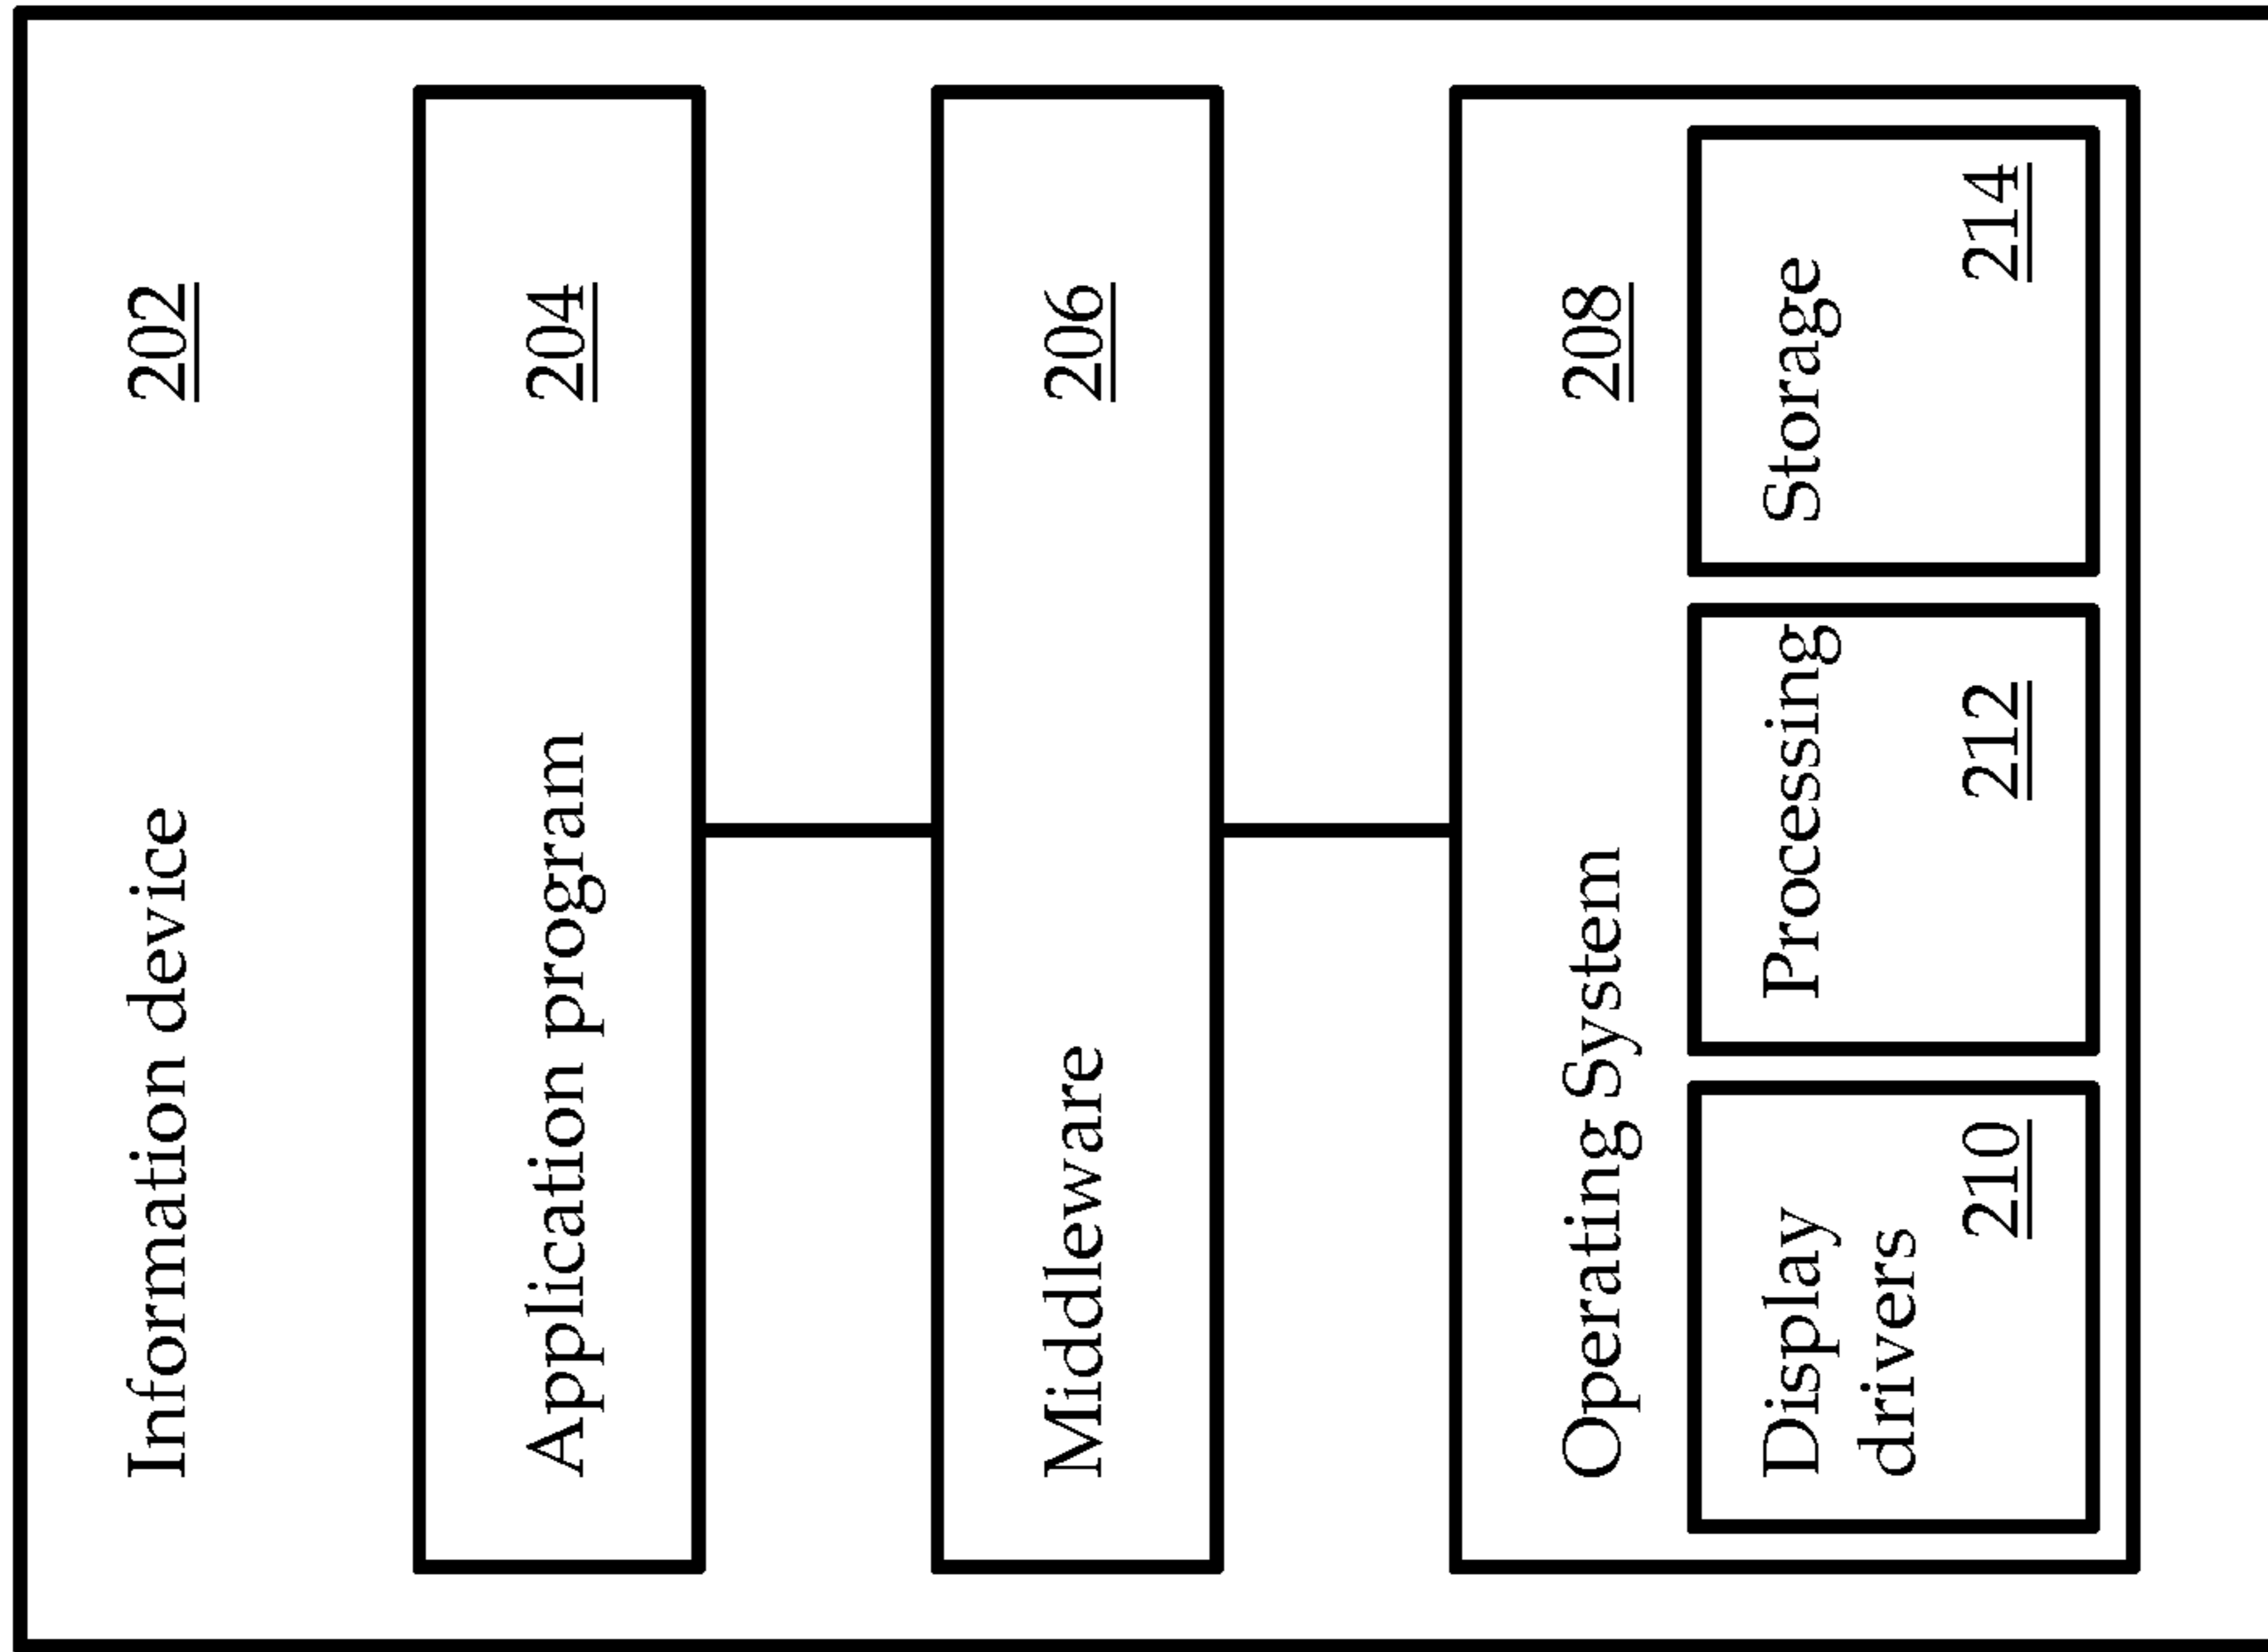 Information device 202
Application program 204
Middleware 206
Operating System 208
Display
drivers
210
Processing
212
Storage
214